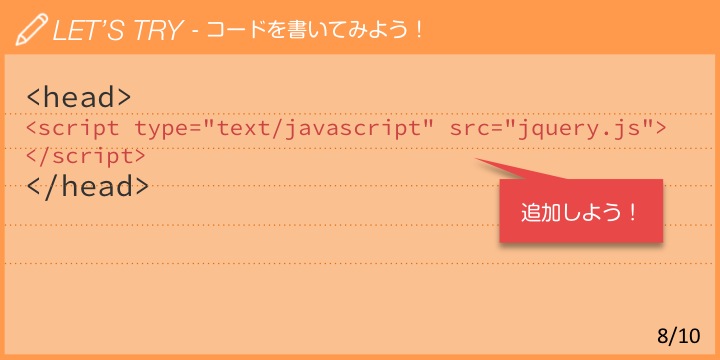 LET'S TRY - コードを書いてみよう！
<head>
<script type="text/javascript" src="jquery.js">
</script>
</head>
追加しよう！
8/10